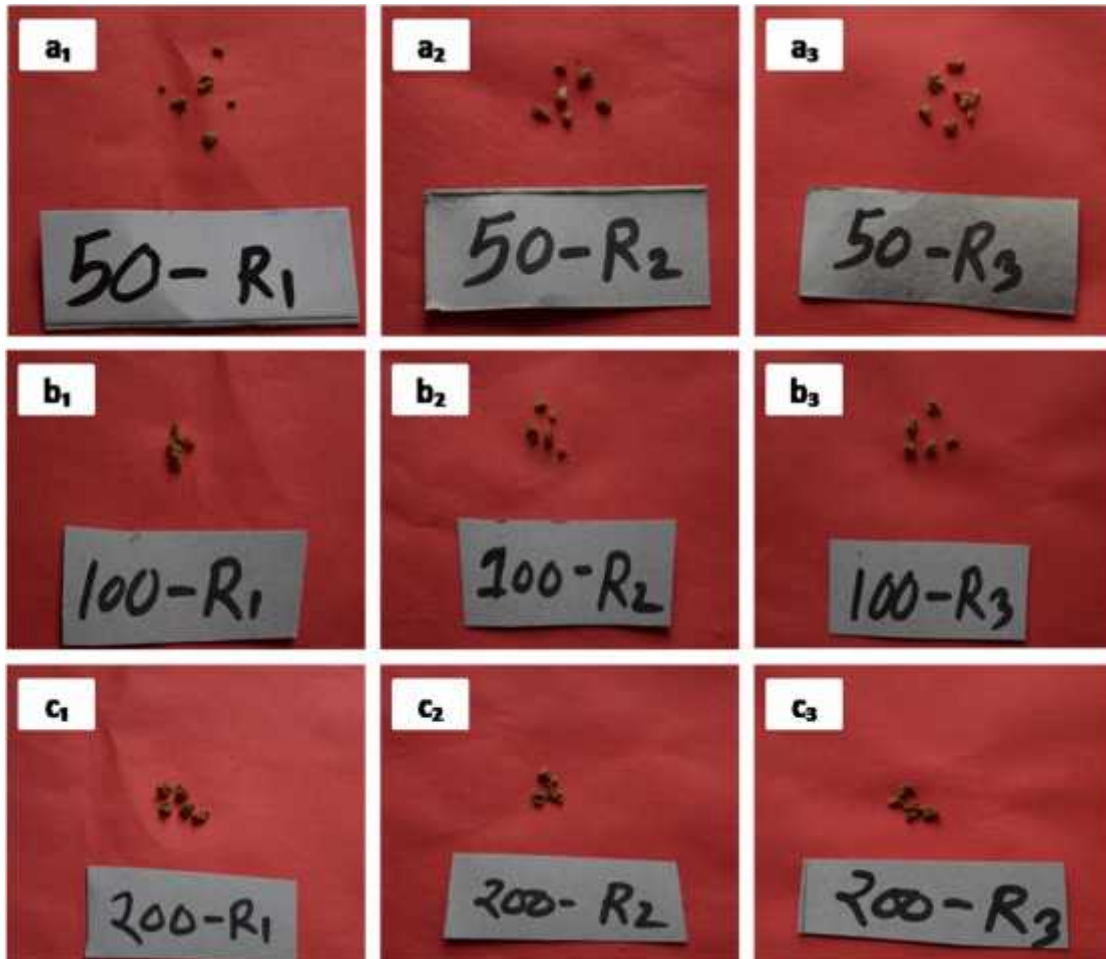 a₁
a₂
a₃
50-R₁
50-R₂
50-R₃
b₁
b₂
b₃
100-R₁
100-R₂
100-R₃
c₁
c₂
c₃
200-R₁
200-R₂
200-R₃